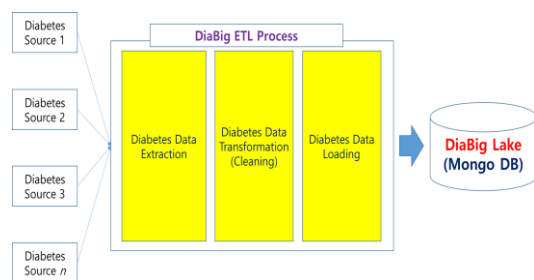 Diabetes
Source 1
Diabetes
Source 2
Diabetes
Source 3
Diabetes
Source n
DiaBig ETL Process
Diabetes Data
Extraction
Diabetes Data
Transformation
(Cleaning)
Diabetes Data
Loading
DiaBig Lake
(Mongo DB)